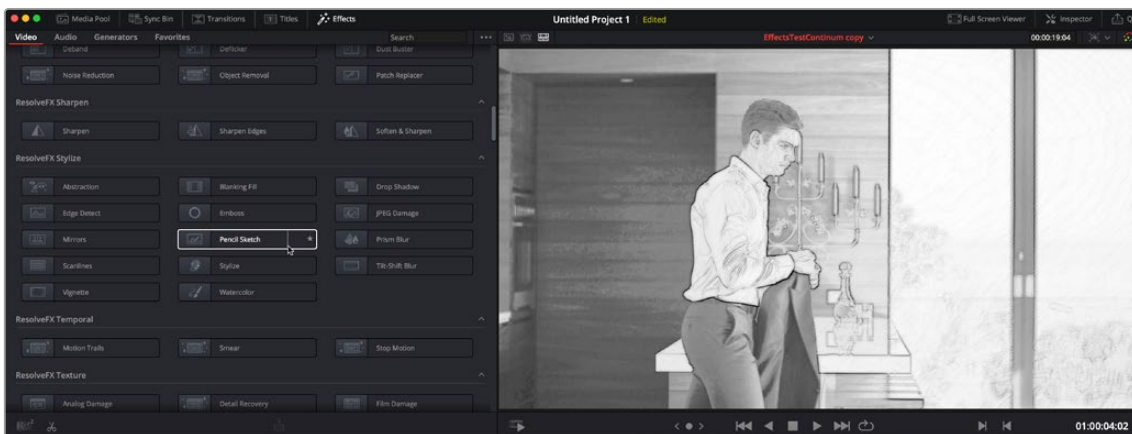 Media Pool Sync Bin Transitions Titles Effects Untitled Project 1 Edited Full Screen Viewer Inspector Q
Video Audio Generators Favorites Search EffectsTestContinum copy 00:00:19:04
Deband Deflicker Dust Buster
Noise Reduction Object Removal Patch Replacer
ResolveFX Sharpen
Sharpen Sharpen Edges Soften & Sharpen
ResolveFX Stylize
Abstraction Blanking Fill Drop Shadow
Edge Detect Emboss JPEG Damage
Mirrors Pencil Sketch Prism Blur
Scanlines Stylize Tilt-Shift Blur
Vignette Watercolor
ResolveFX Temporal
Motion Trails Smear Stop Motion
ResolveFX Texture
Analog Damage Detail Recovery Film Damage
01:00:04:02